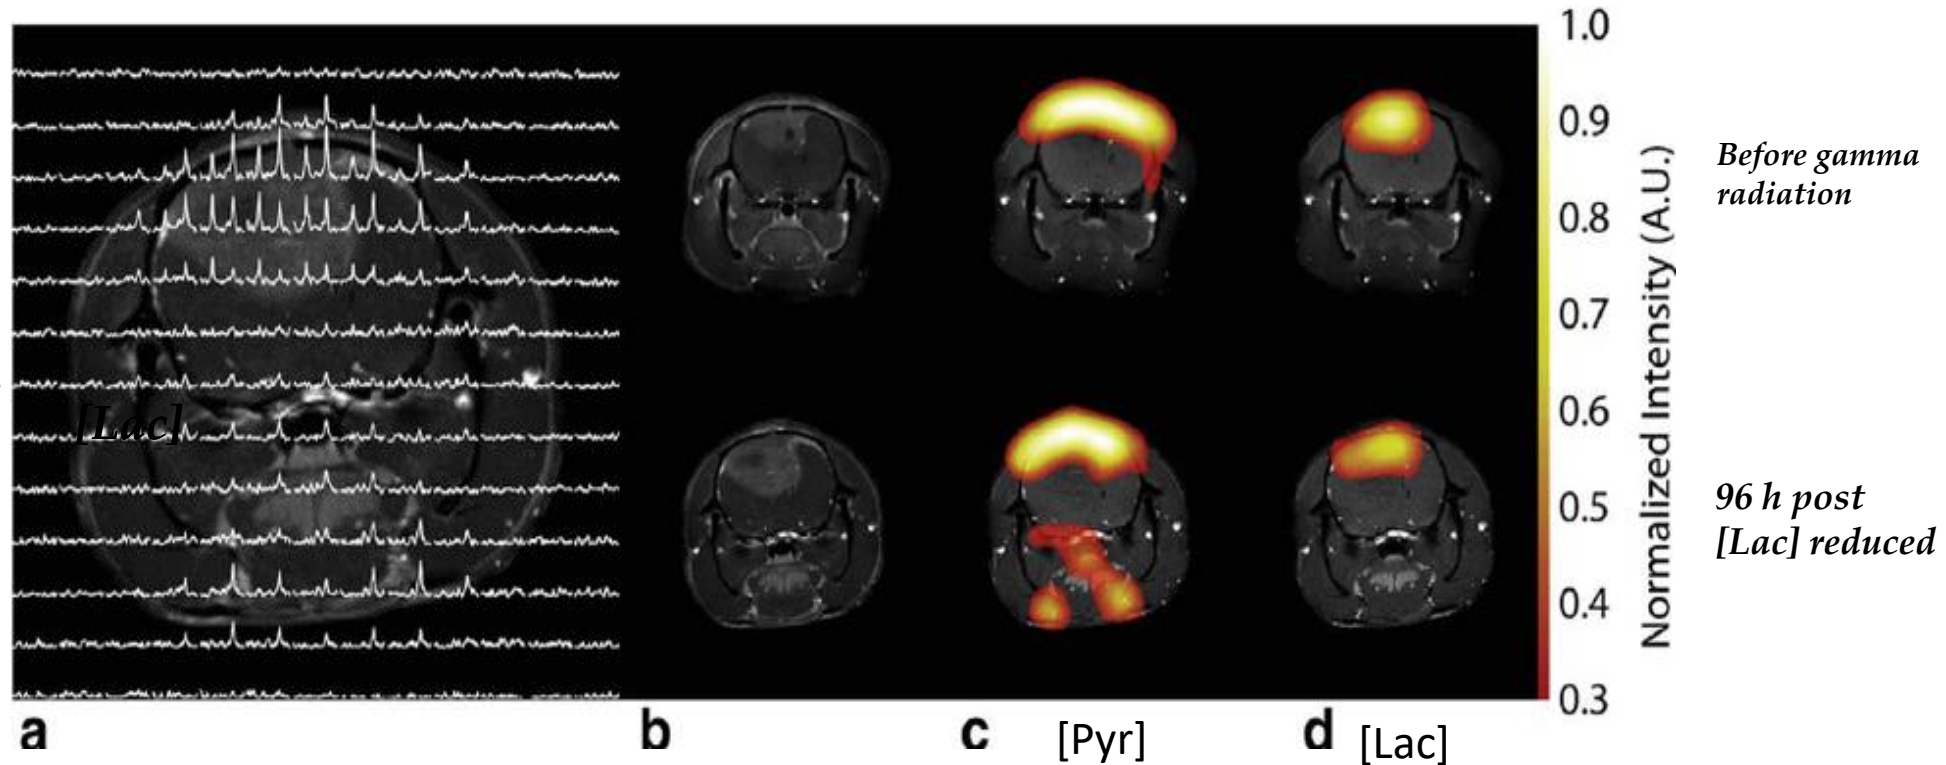 1.0
0.9
0.8
0.7
0.6
0.5
0.4
0.3
Normalized Intensity (A.U.)
Before gamma
radiation
96 h post
[Lac] reduced
[Lac]
a
b
c [Pyr]
d [Lac]